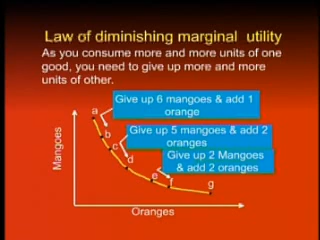 Law of diminishing marginal utility
As you consume more and more units of one
good, you need to give up more and more
units of other.
Give up 6 mangoes & add 1
orange
Give up 5 mangoes & add 2
oranges
Give up 2 Mangoes
& add 2 oranges
a
b
c
d
e
f
g
Mangoes
Oranges